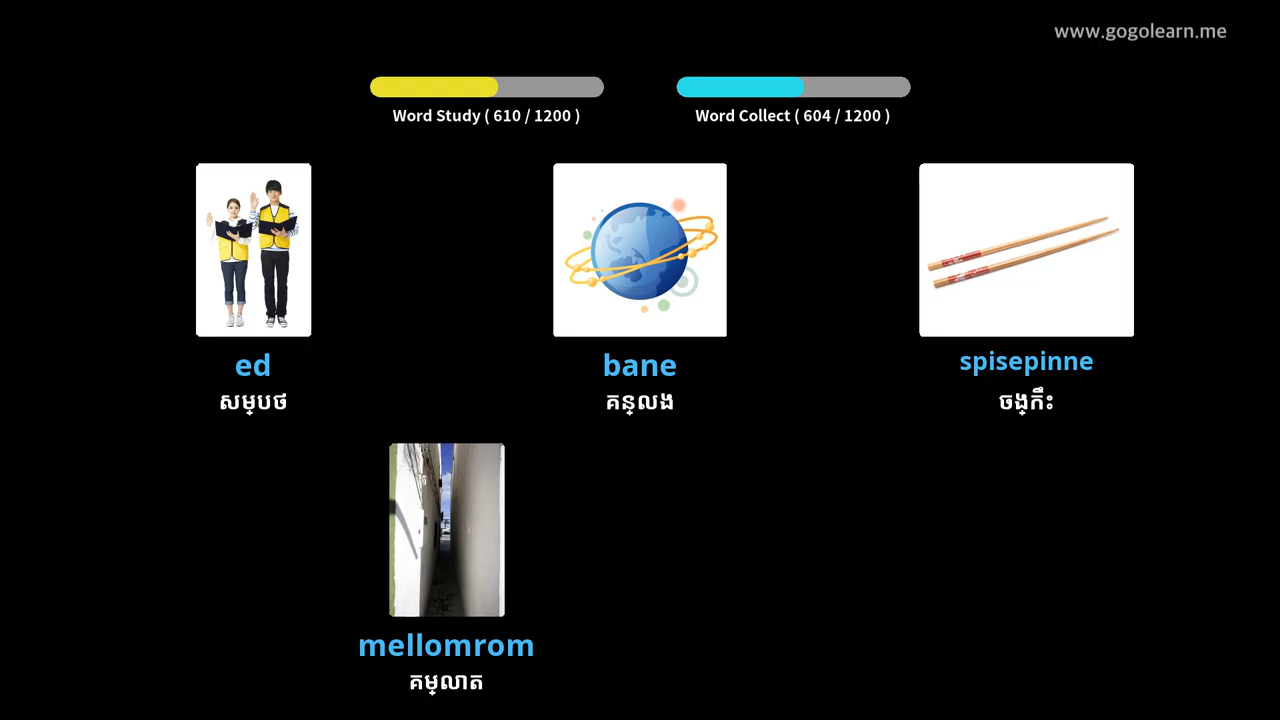 www.gogolearn.me
Word Study ( 610 / 1200 )
Word Collect ( 604 / 1200 )
ed
សម្បថ
bane
គន្លង
spisepinne
ចង្កឹះ
mellomrom
គម្លាត